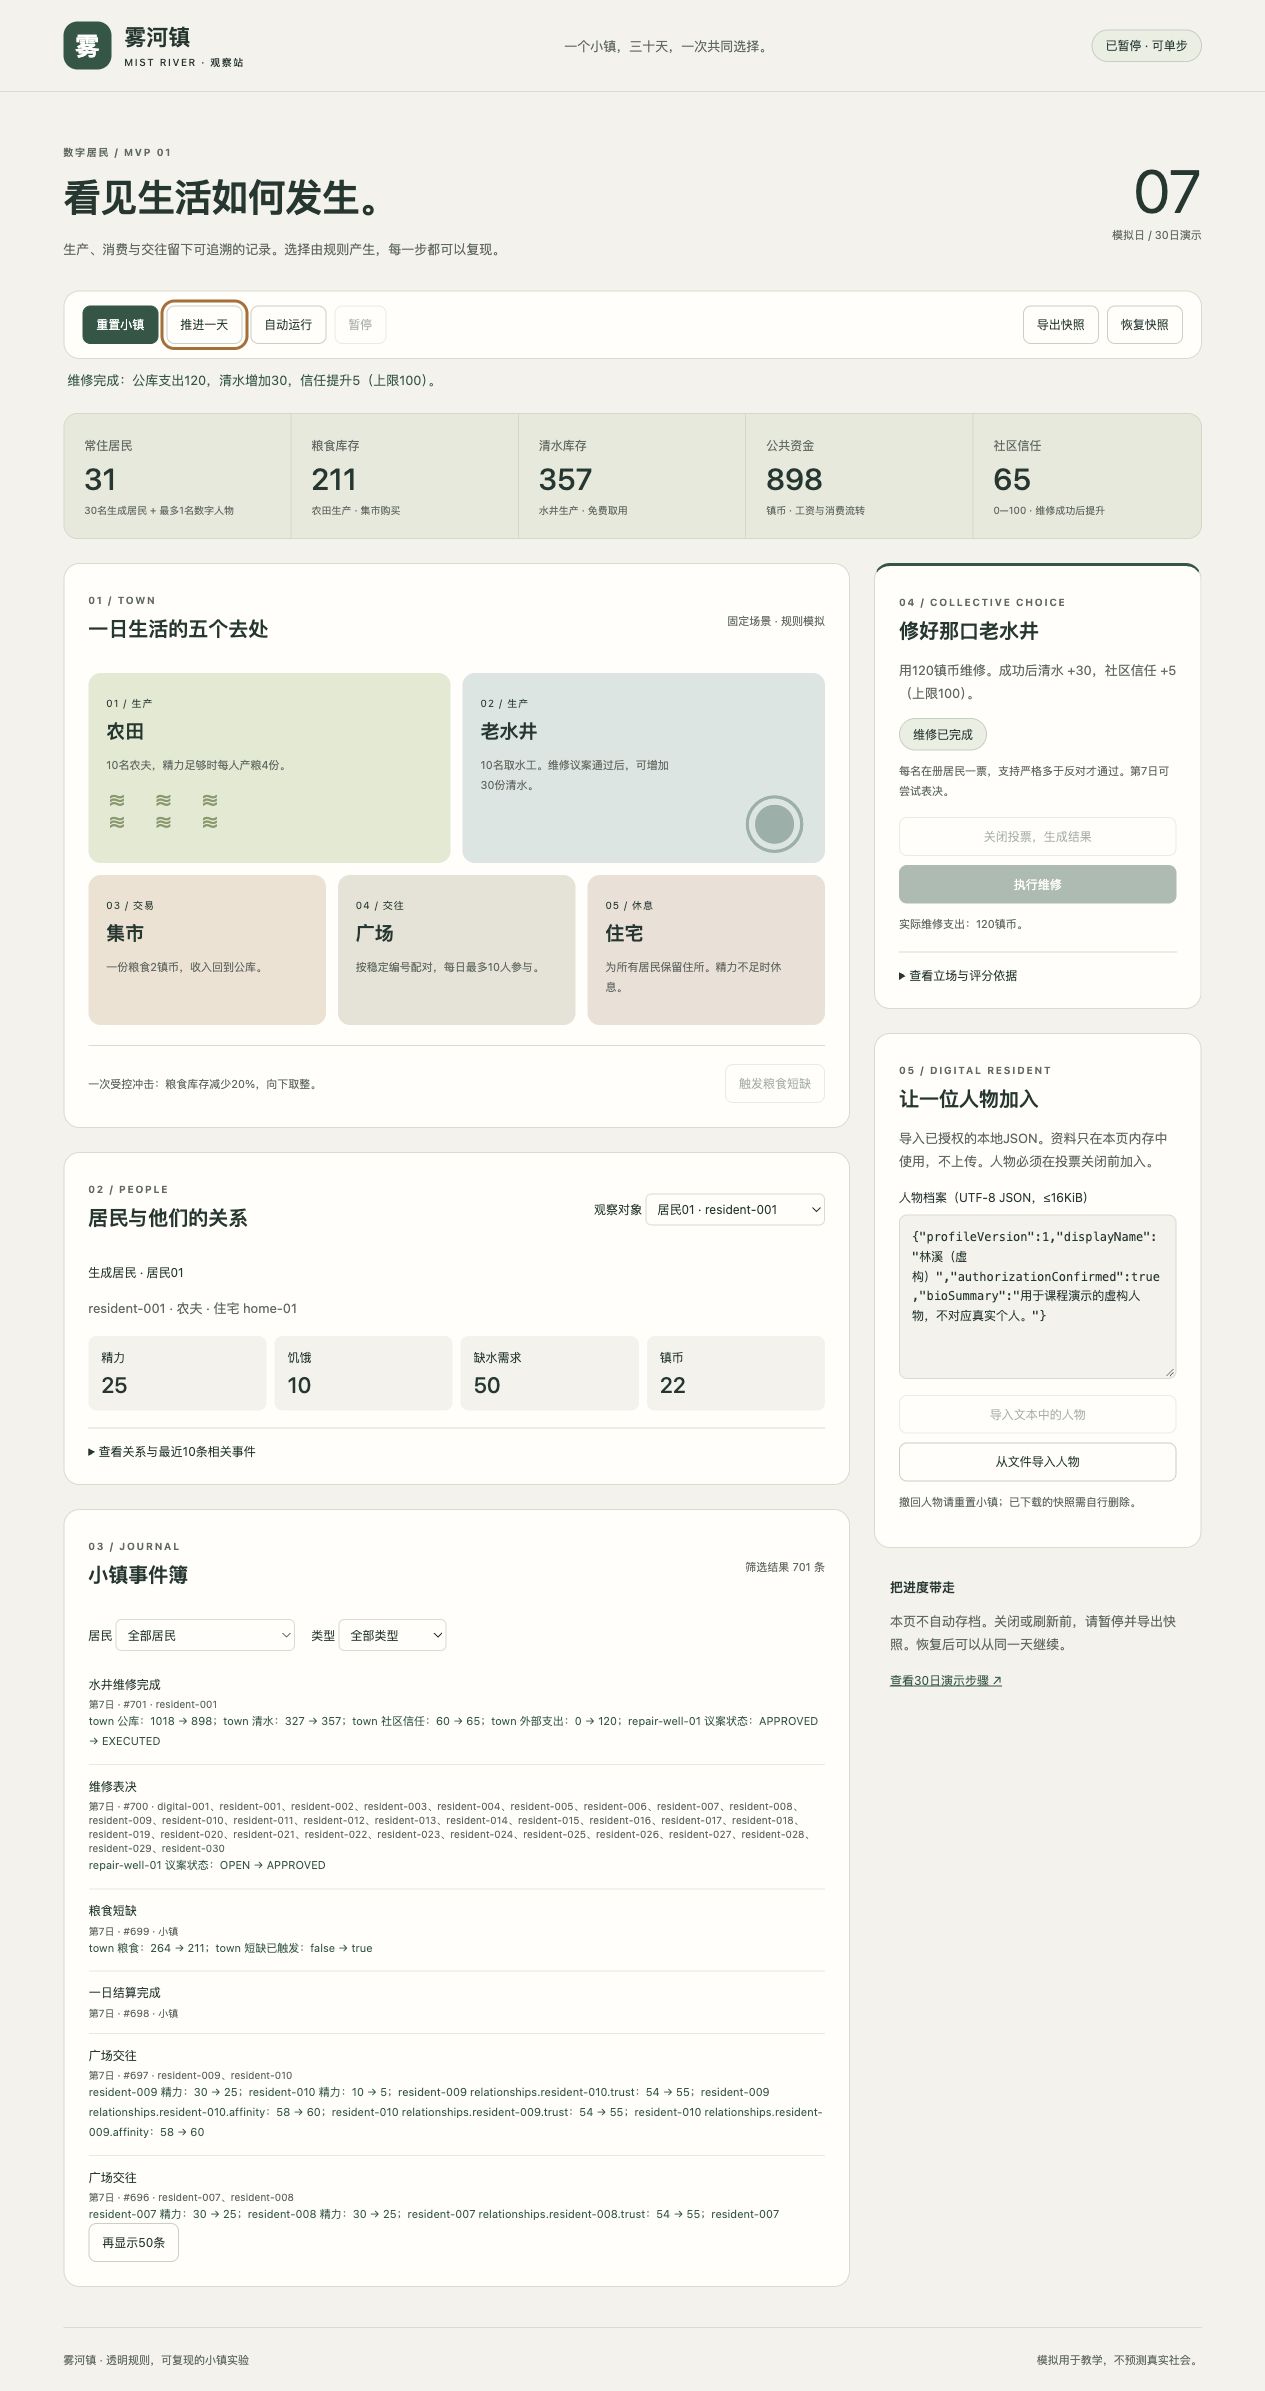 雾
雾河镇
MIST RIVER · 观察站
一个小镇，三十天，一次共同选择。
已暂停 · 可单步
数字居民 / MVP 01
看见生活如何发生。
生产、消费与交往留下可追溯的记录。选择由规则产生，每一步都可以复现。
07
模拟日 / 30日演示
重置小镇
推进一天
自动运行
暂停
导出快照
恢复快照
维修完成：公库支出120，清水增加30，信任提升5（上限100）。
常住居民
31
30名生成居民 + 最多1名数字人物
粮食库存
211
农田生产 · 集市购买
清水库存
357
水井生产 · 免费取用
公共资金
898
镇币 · 工资与消费流转
社区信任
65
0—100 · 维修成功后提升
01 / TOWN
一日生活的五个去处
固定场景 · 规则模拟
01 / 生产
农田
10名农夫，精力足够时每人产粮4份。
02 / 生产
老水井
10名取水工。维修议案通过后，可增加
30份清水。
03 / 交易
集市
一份粮食2镇币，收入回到公库。
04 / 交往
广场
按稳定编号配对，每日最多10人参与。
05 / 休息
住宅
为所有居民保留住所。精力不足时休
息。
一次受控冲击：粮食库存减少20%，向下取整。
触发粮食短缺
02 / PEOPLE
居民与他们的关系
观察对象
居民01 · resident-001
生成居民 · 居民01
resident-001 · 农夫 · 住宅 home-01
精力
25
饥饿
10
缺水需求
50
镇币
22
▶ 查看关系与最近10条相关事件
03 / JOURNAL
小镇事件簿
筛选结果 701 条
居民
全部居民
类型
全部类型
水井维修完成
第7日 · #701 · resident-001
town 公库：1018 → 898；town 清水：327 → 357；town 社区信任：60 → 65；town 外部支出：0 → 120；repair-well-01 议案状态：APPROVED
→ EXECUTED
维修表决
第7日 · #700 · digital-001、resident-001、resident-002、resident-003、resident-004、resident-005、resident-006、resident-007、resident-008、
resident-009、resident-010、resident-011、resident-012、resident-013、resident-014、resident-015、resident-016、resident-017、resident-018、
resident-019、resident-020、resident-021、resident-022、resident-023、resident-024、resident-025、resident-026、resident-027、resident-028、
resident-029、resident-030
repair-well-01 议案状态：OPEN → APPROVED
粮食短缺
第7日 · #699 · 小镇
town 粮食：264 → 211；town 短缺已触发：false → true
一日结算完成
第7日 · #698 · 小镇
广场交往
第7日 · #697 · resident-009、resident-010
resident-009 精力：30 → 25；resident-010 精力：10 → 5；resident-009 relationships.resident-010.trust：54 → 55；resident-009
relationships.resident-010.affinity：58 → 60；resident-010 relationships.resident-009.trust：54 → 55；resident-010 relationships.resident-
009.affinity：58 → 60
广场交往
第7日 · #696 · resident-007、resident-008
resident-007 精力：30 → 25；resident-008 精力：30 → 25；resident-007 relationships.resident-008.trust：54 → 55；resident-007
再显示50条
04 / COLLECTIVE CHOICE
修好那口老水井
用120镇币维修。成功后清水 +30，社区信任 +5
（上限100）。
维修已完成
每名在册居民一票，支持严格多于反对才通过。第7日可
尝试表决。
关闭投票，生成结果
执行维修
实际维修支出：120镇币。
▶ 查看立场与评分依据
05 / DIGITAL RESIDENT
让一位人物加入
导入已授权的本地JSON。资料只在本页内存中
使用，不上传。人物必须在投票关闭前加入。
人物档案（UTF-8 JSON，≤16KiB）
{"profileVersion":1,"displayName":
"林溪（虚
构）","authorizationConfirmed":true
,"bioSummary":"用于课程演示的虚构人
物，不对应真实个人。"}
导入文本中的人物
从文件导入人物
撤回人物请重置小镇；已下载的快照需自行删除。
把进度带走
本页不自动存档。关闭或刷新前，请暂停并导出快
照。恢复后可以从同一天继续。
查看30日演示步骤 ↗
雾河镇 · 透明规则，可复现的小镇实验
模拟用于教学，不预测真实社会。